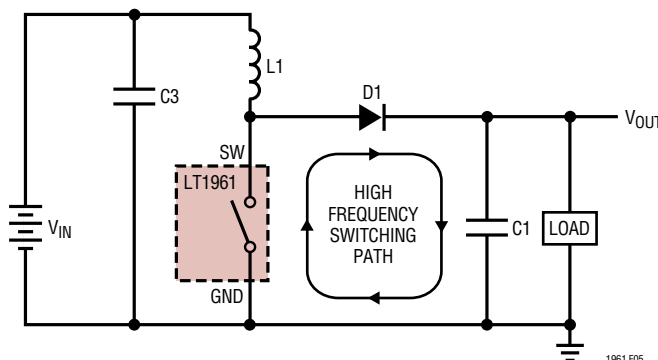 L1
C3
D1
VOUT
SW
LT1961
HIGH
FREQUENCY
SWITCHING
PATH
VIN
C1
LOAD
GND
1961 F05